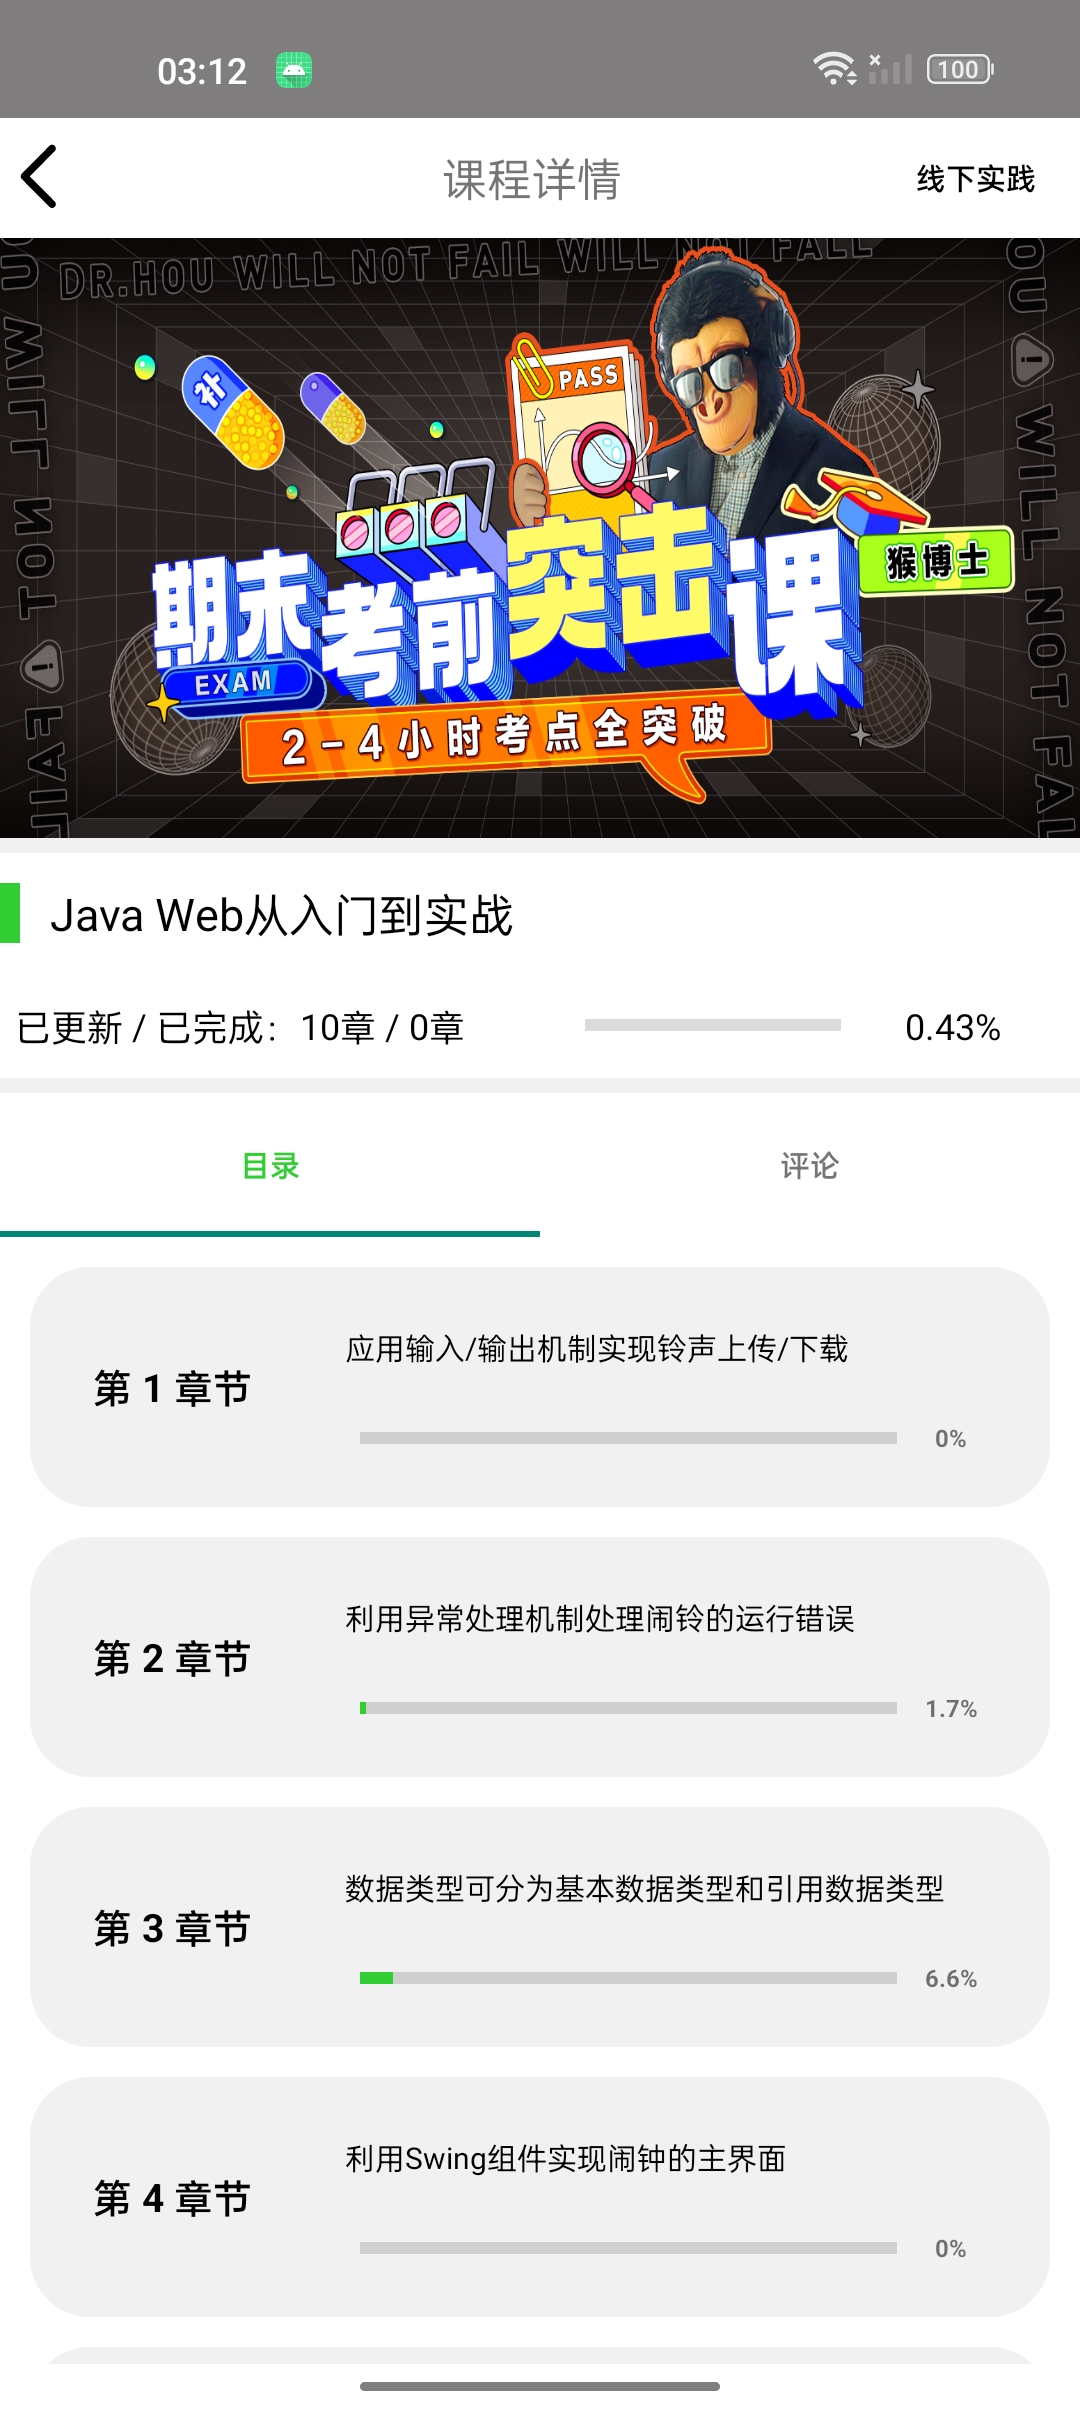 03:12
100
课程详情
线下实践
DR.HOU WILL NOT FAIL WILL NOT FALL
OU ! WILL NOT FAI
补
PASS
猴博士
期末考前突击课
EXAM
2-4小时考点全突破
Java Web从入门到实战
已更新 / 已完成： 10章 / 0章
0.43%
目录
评论
第 1 章节
应用输入/输出机制实现铃声上传/下载
0%
第 2 章节
利用异常处理机制处理闹铃的运行错误
1.7%
第 3 章节
数据类型可分为基本数据类型和引用数据类型
6.6%
第 4 章节
利用Swing组件实现闹钟的主界面
0%